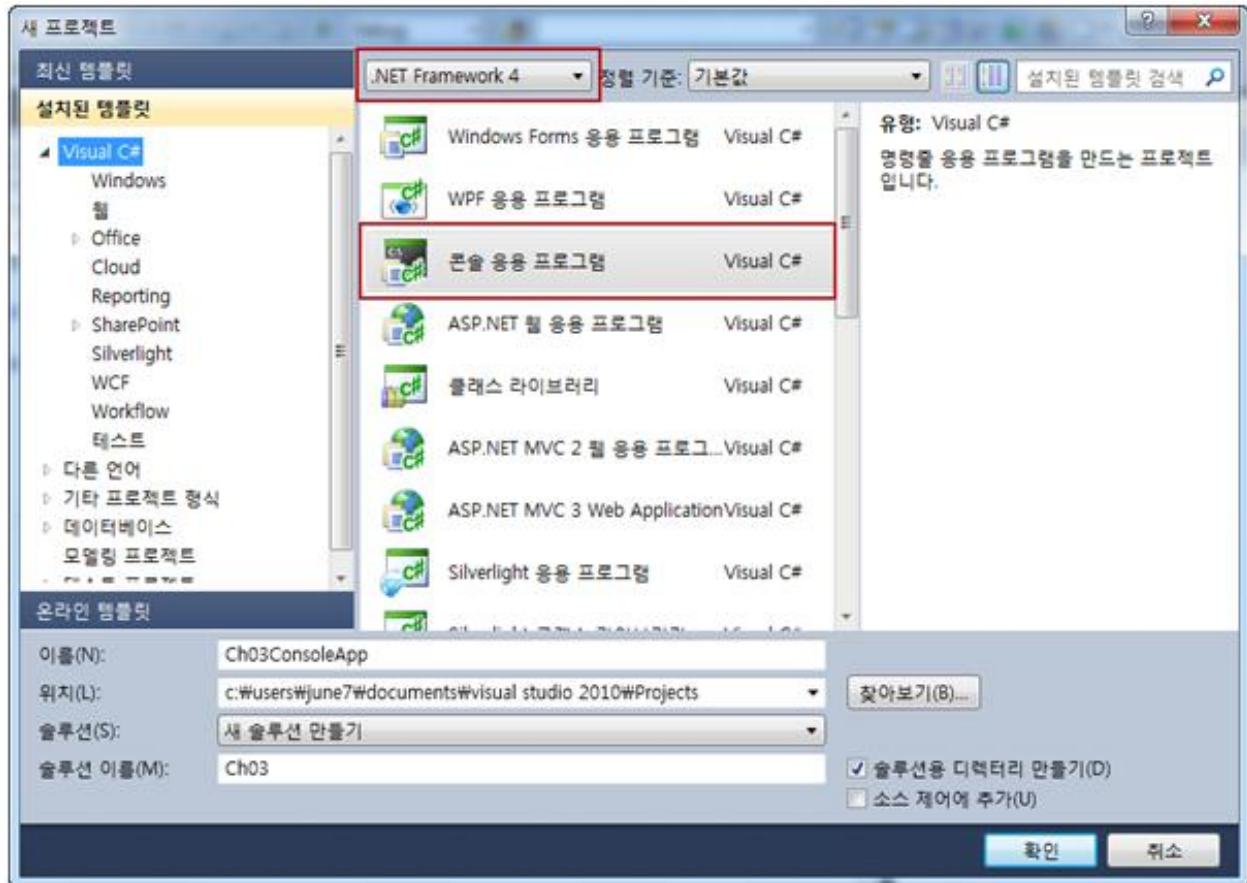 새 프로젝트
최신 템플릿
설치된 템플릿
Visual C#
Windows
웹
Office
Cloud
Reporting
SharePoint
Silverlight
WCF
Workflow
테스트
다른 언어
기타 프로젝트 형식
데이터베이스
모델링 프로젝트
온라인 템플릿
.NET Framework 4
정렬 기준: 기본값
설치된 템플릿 검색
Windows Forms 응용 프로그램 Visual C#
WPF 응용 프로그램 Visual C#
콘솔 응용 프로그램 Visual C#
ASP.NET 웹 응용 프로그램 Visual C#
클래스 라이브러리 Visual C#
ASP.NET MVC 2 웹 응용 프로그... Visual C#
ASP.NET MVC 3 Web Application Visual C#
Silverlight 응용 프로그램 Visual C#
유형: Visual C#
명령줄 응용 프로그램을 만드는 프로젝트
입니다.
이름(N): Ch03ConsoleApp
위치(L): c:₩users₩june7₩documents₩visual studio 2010₩Projects
찾아보기(B)...
솔루션(S): 새 솔루션 만들기
솔루션 이름(M): Ch03
솔루션용 디렉터리 만들기(D)
소스 제어에 추가(U)
확인
취소